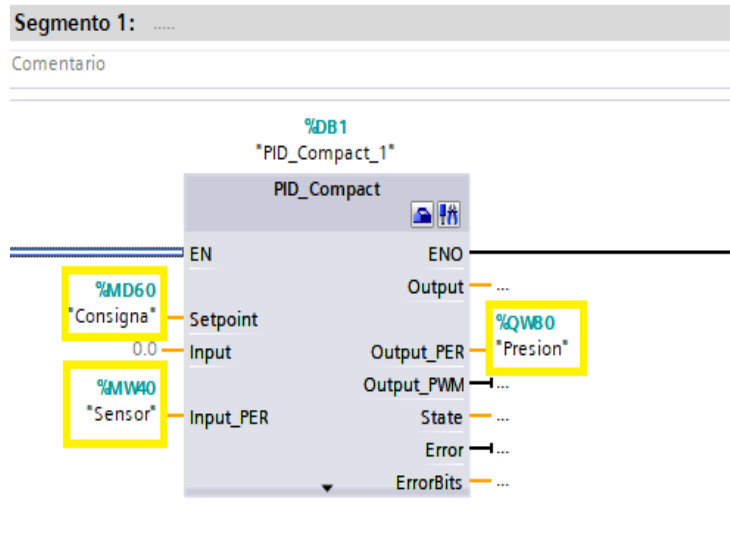 Segmento 1: .....
Comentario
%DB1
"PID_Compact_1"
PID_Compact
EN ENO
%MD60
"Consigna" Setpoint
Output ...
0.0 Input
Output_PER %QW80
"Presion"
Output_PWM ...
%MW40
"Sensor" Input_PER
State ...
Error ...
ErrorBits ...